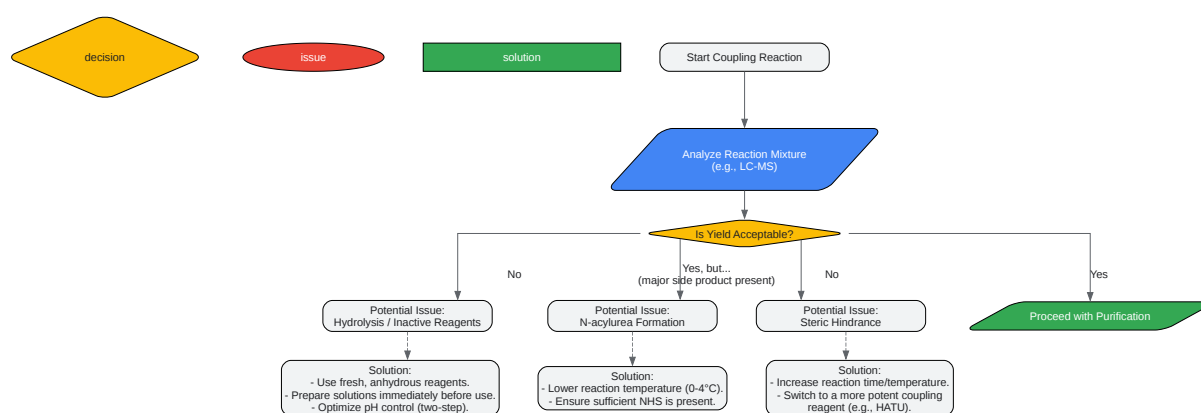 decision
issue
solution
Start Coupling Reaction
Analyze Reaction Mixture
(e.g., LC-MS)
Is Yield Acceptable?
No
Yes, but...
(major side product present)
No
Yes
Potential Issue:
Hydrolysis / Inactive Reagents
Potential Issue:
N-acylurea Formation
Potential Issue:
Steric Hindrance
Proceed with Purification
Solution:
- Use fresh, anhydrous reagents.
- Prepare solutions immediately before use.
- Optimize pH control (two-step).
Solution:
- Lower reaction temperature (0-4°C).
- Ensure sufficient NHS is present.
Solution:
- Increase reaction time/temperature.
- Switch to a more potent coupling
reagent (e.g., HATU).